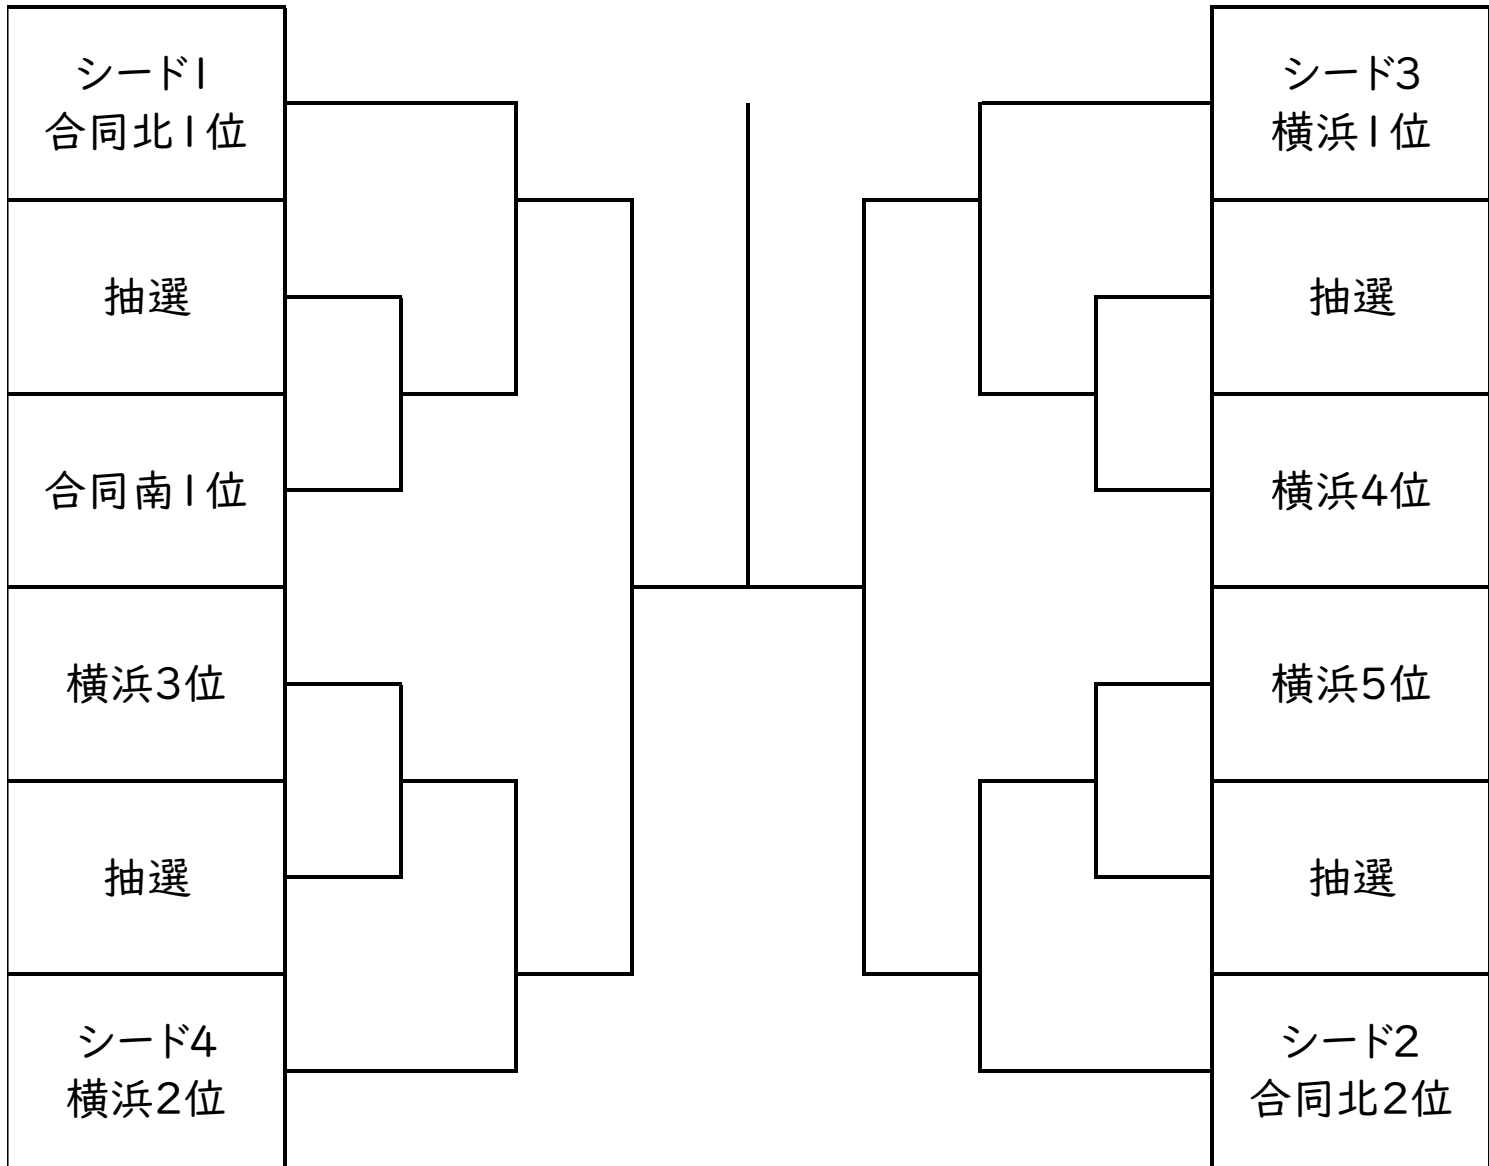 シード1
合同北1位
抽選
合同南1位
横浜3位
抽選
シード4
横浜2位
シード3
横浜1位
抽選
横浜4位
横浜5位
抽選
シード2
合同北2位